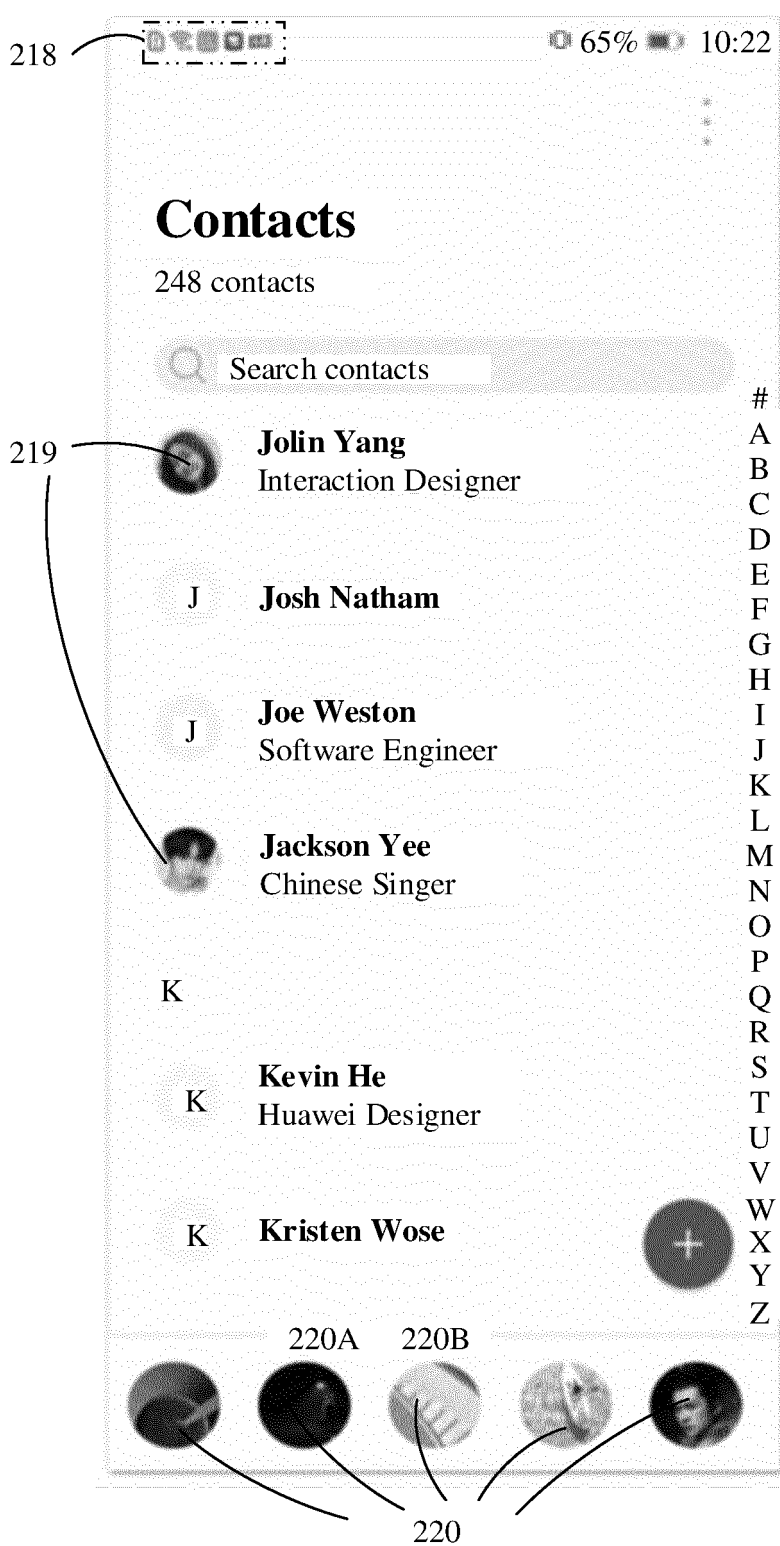 218
65% 10:22
Contacts
248 contacts
Search contacts
#
219
Jolin Yang
Interaction Designer
A
B
C
D
J
Josh Natham
E
F
G
H
J
Joe Weston
Software Engineer
I
J
K
L
Jackson Yee
Chinese Singer
M
N
O
P
K
Q
R
S
K
Kevin He
Huawei Designer
T
U
V
K
Kristen Wose
W
X
Y
Z
220A 220B
220